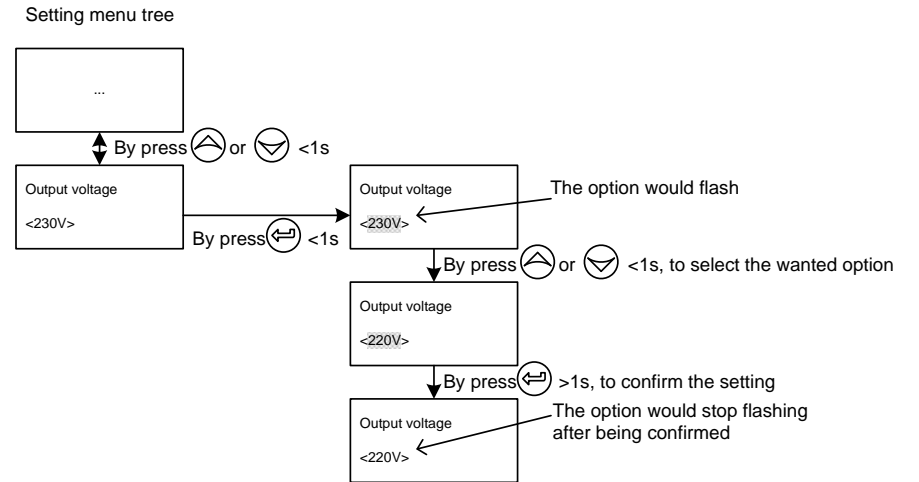 Setting menu tree
...
By press or <1s
Output voltage
<230V>
By press <1s
Output voltage
<230V>
The option would flash
By press or <1s, to select the wanted option
Output voltage
<220V>
By press >1s, to confirm the setting
Output voltage
<220V>
The option would stop flashing
after being confirmed